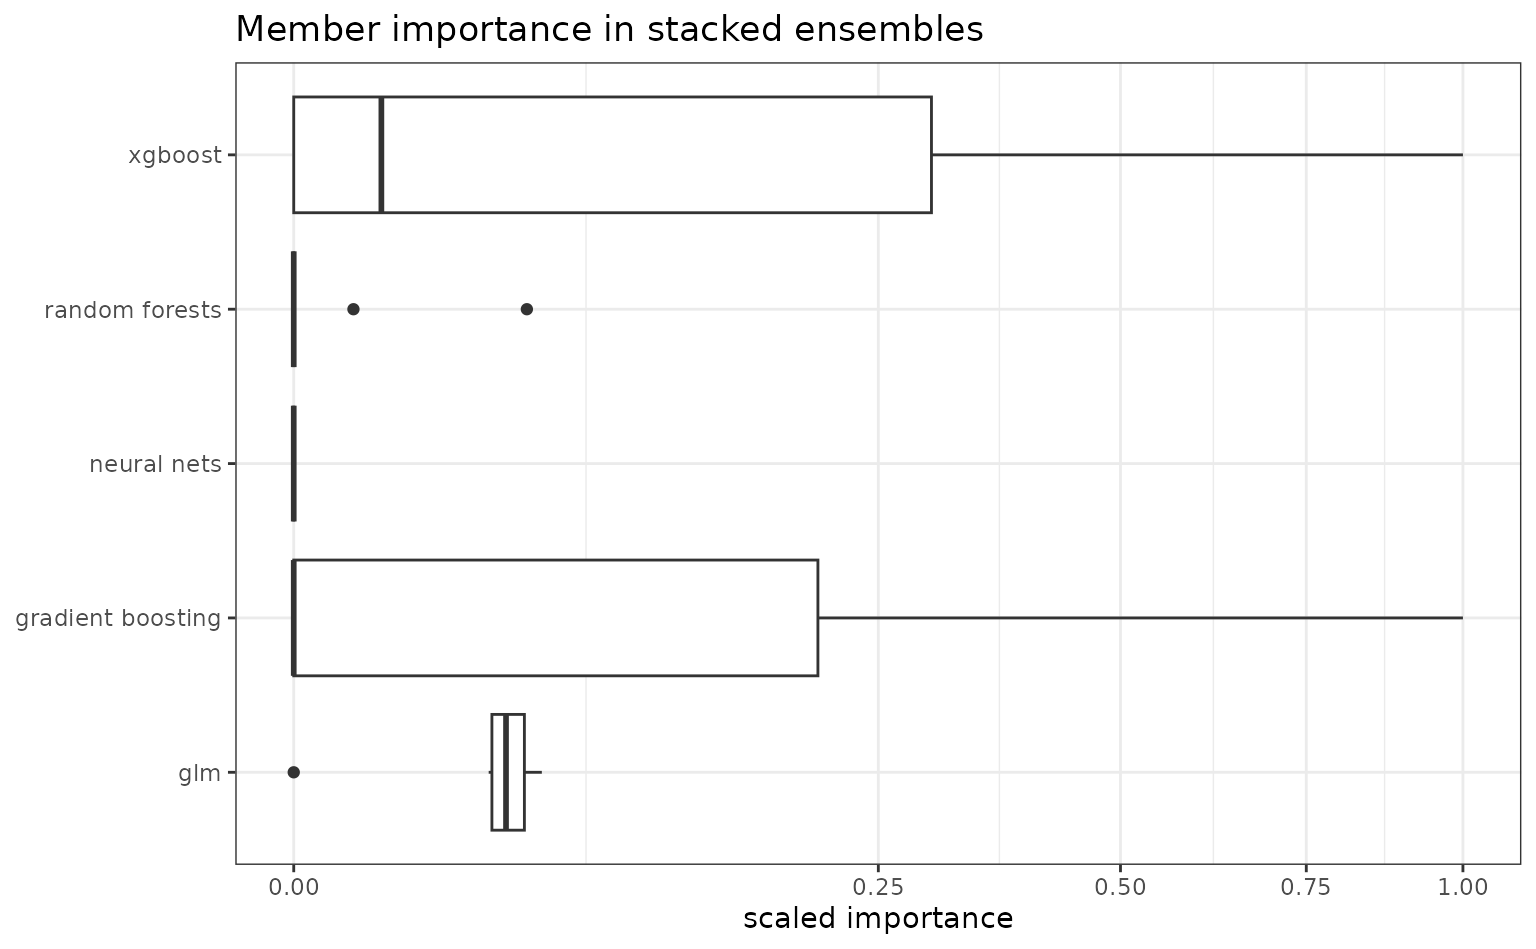 Member importance in stacked ensembles
xgboost
random forests
neural nets
gradient boosting
glm
0.00 0.25 0.50 0.75 1.00
scaled importance